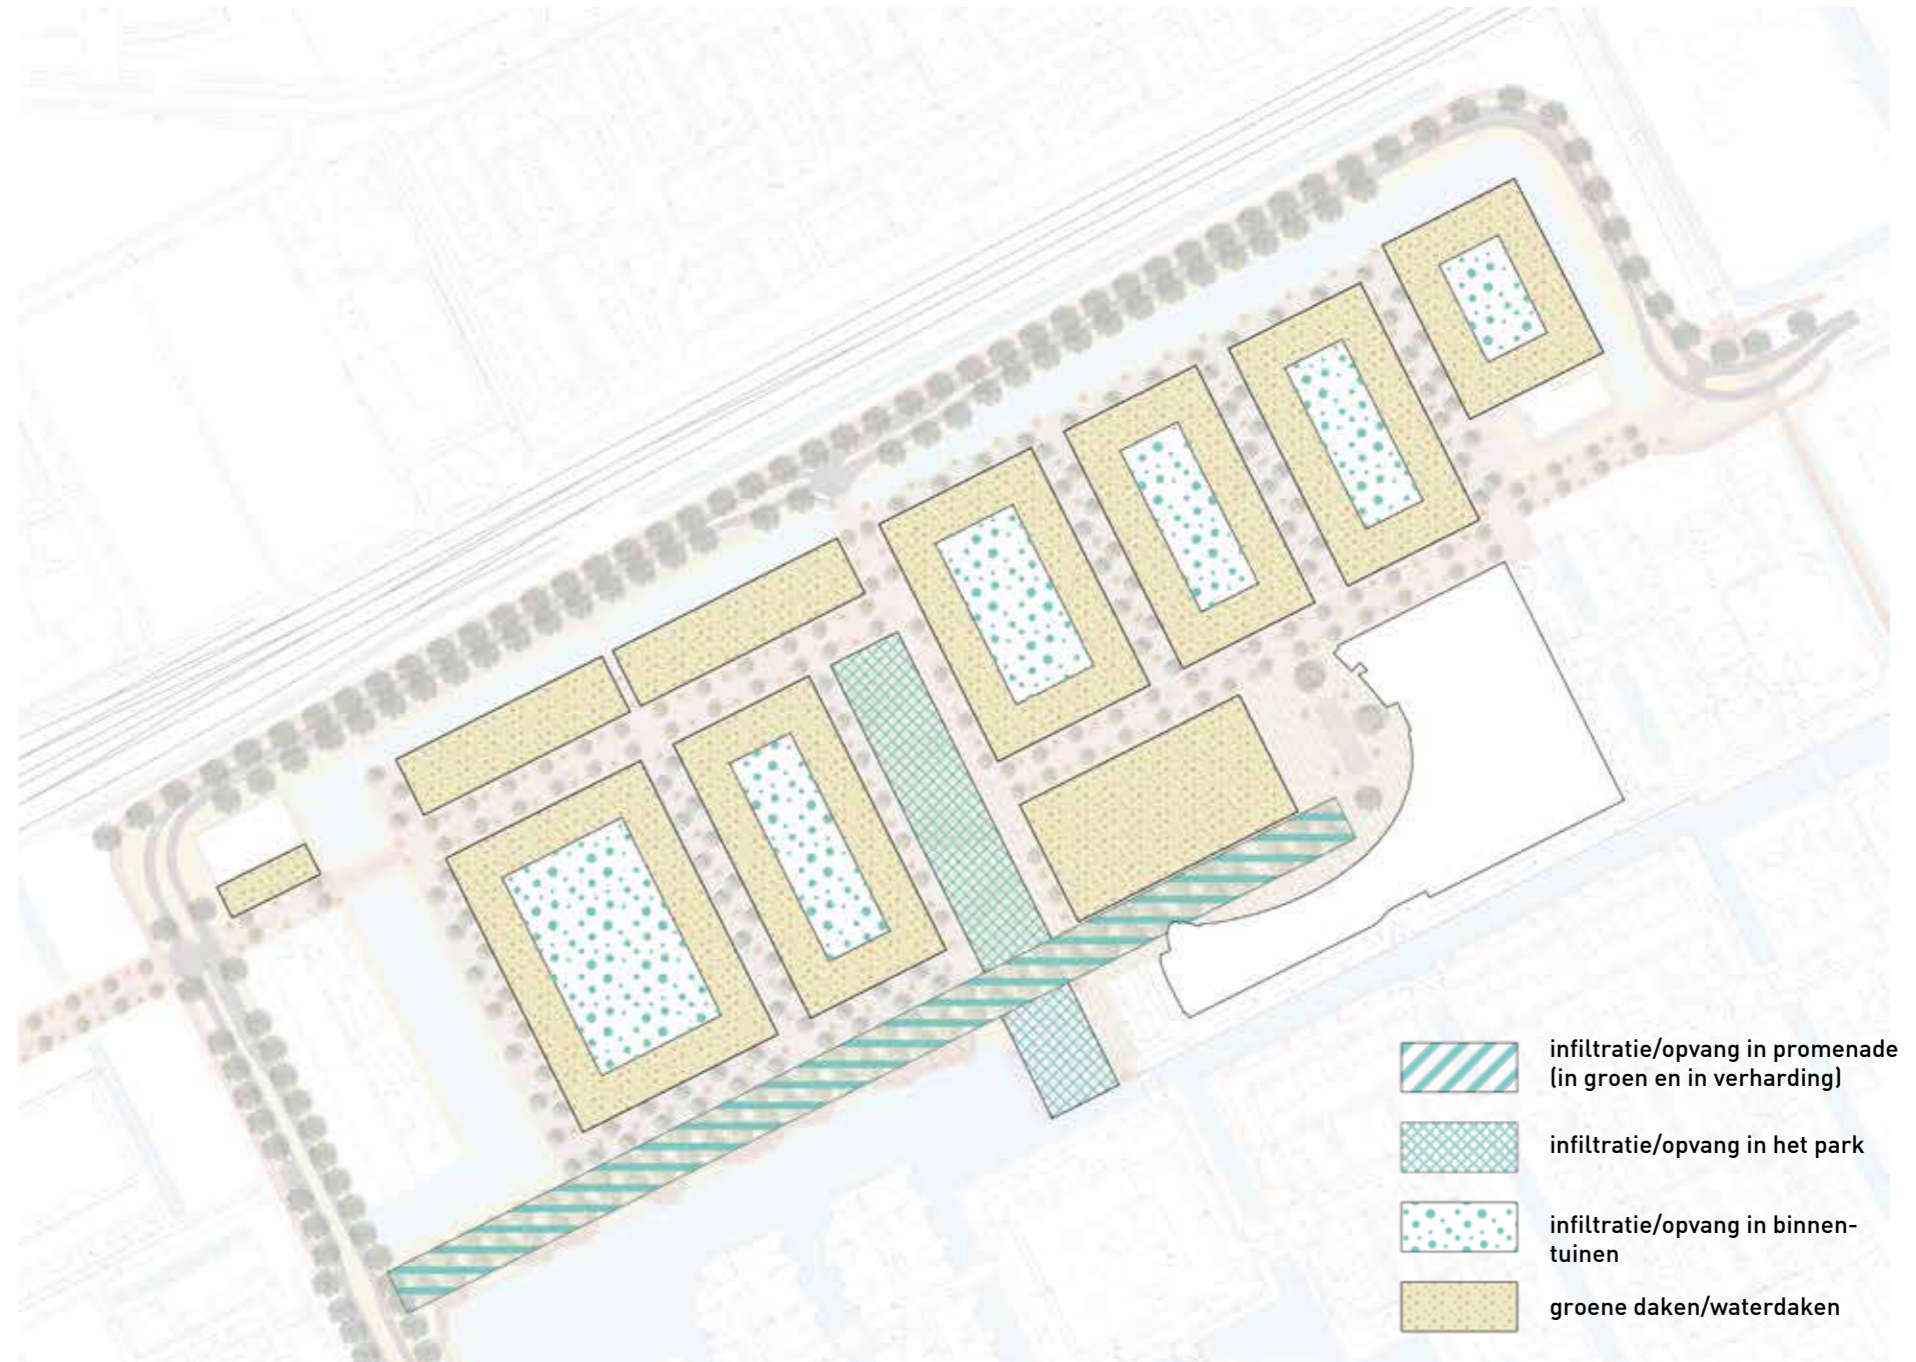 infiltratie/opvang in promenade
(in groen en in verharding)
infiltratie/opvang in het park
infiltratie/opvang in binnen-
tuinen
groene daken/waterdaken